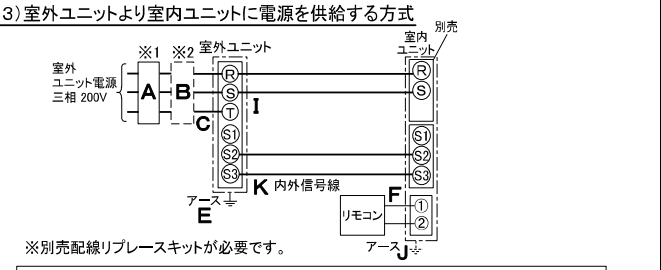 3)室外ユニットより室内ユニットに電源を供給する方式
※1 ※2 室外ユニット
室内ユニット
別売
室外
ユニット電源
三相 200V
A
B
C
R
S
T
S1
S2
S3
I
R
S
S1
S2
S3
K 内外信号線
アース
E
F
リモコン
①
②
アース
J
※別売配線リプレースキットが必要です。